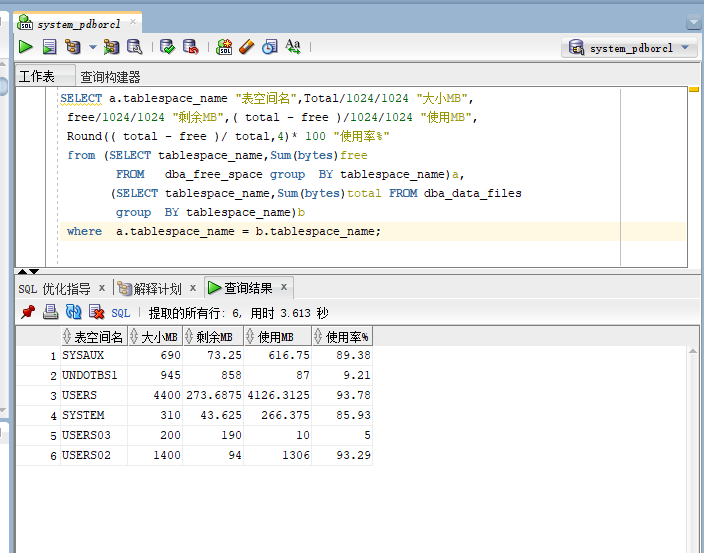 system_pdborcl
system_pdborcl
工作表 查询构建器
SELECT a.tablespace_name "表空间名",Total/1024/1024 "大小MB",
free/1024/1024 "剩余MB",( total - free )/1024/1024 "使用MB",
Round(( total - free )/ total,4)* 100 "使用率%"
from (SELECT tablespace_name,Sum(bytes)free
FROM dba_free_space group BY tablespace_name)a,
(SELECT tablespace_name,Sum(bytes)total FROM dba_data_files
group BY tablespace_name)b
where a.tablespace_name = b.tablespace_name;
SQL 优化指导 解释计划 查询结果
SQL 提取的所有行: 6, 用时 3.613 秒
表空间名 大小MB 剩余MB 使用MB 使用率%
1 SYSAUX 690 73.25 616.75 89.38
2 UNDOTBS1 945 858 87 9.21
3 USERS 4400 273.6875 4126.3125 93.78
4 SYSTEM 310 43.625 266.375 85.93
5 USERS03 200 190 10 5
6 USERS02 1400 94 1306 93.29